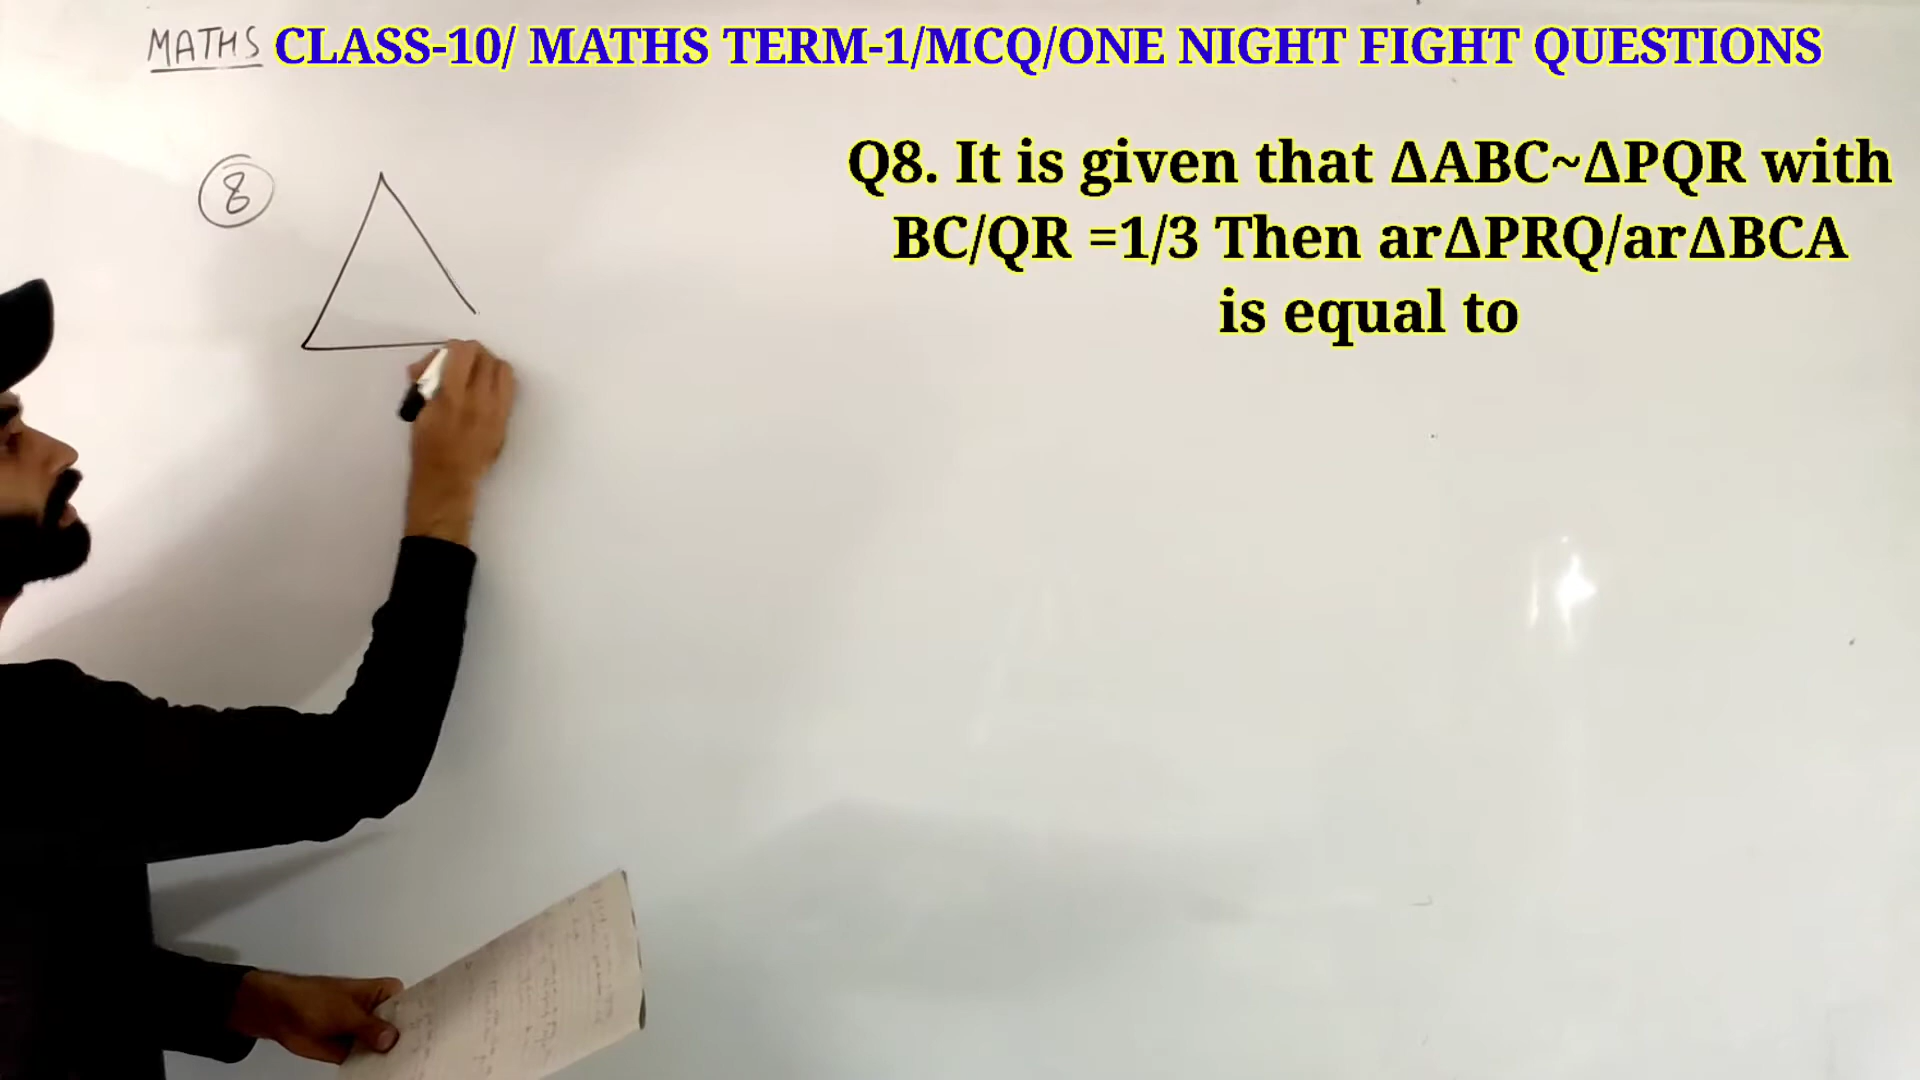 MATHS CLASS-10/ MATHS TERM-1/MCQ/ONE NIGHT FIGHT QUESTIONS
8
Q8. It is given that ΔABC~ΔPQR with
BC/QR =1/3 Then arΔPRQ/arΔBCA
is equal to